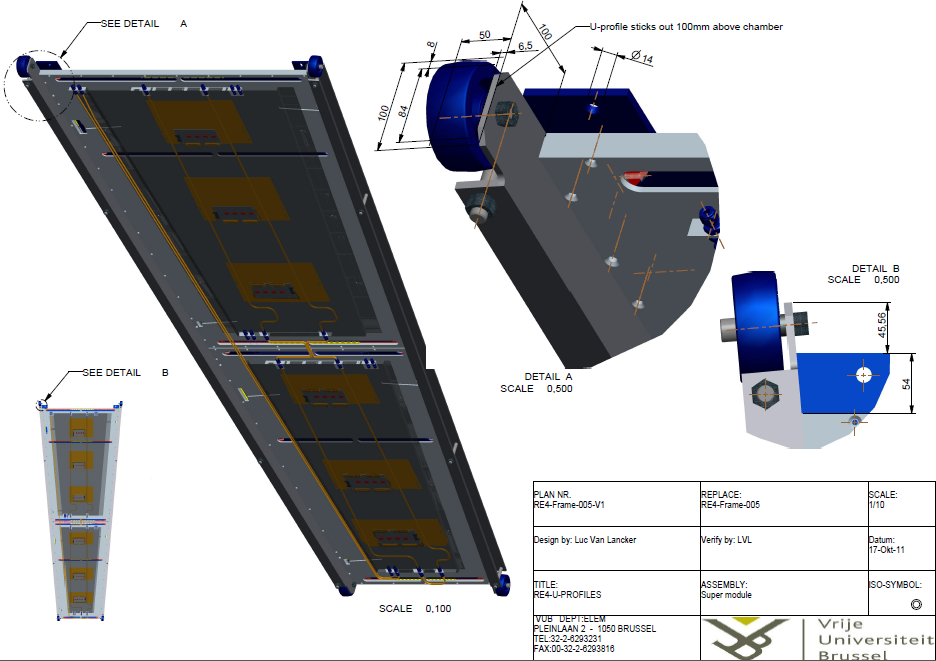 SEE DETAIL A
U-profile sticks out 100mm above chamber
100
50
8
6,5
Ø 14
100
84
DETAIL B
SCALE 0,500
45,56
54
DETAIL A
SCALE 0,500
SEE DETAIL B
SCALE 0,100
PLAN NR.
RE4-Frame-005-V1
REPLACE:
RE4-Frame-005
SCALE:
1/10
Design by: Luc Van Lancker
Verify by: LVL
Datum:
17-Okt-11
TITLE:
RE4-U-PROFILES
ASSEMBLY:
Super module
ISO-SYMBOL:
VUB DEPT:ELEM
PLEINLAAN 2 - 1050 BRUSSEL
TEL:32-2-6293231
FAX:00-32-2-6293816
Vrije
Universiteit
Brussel